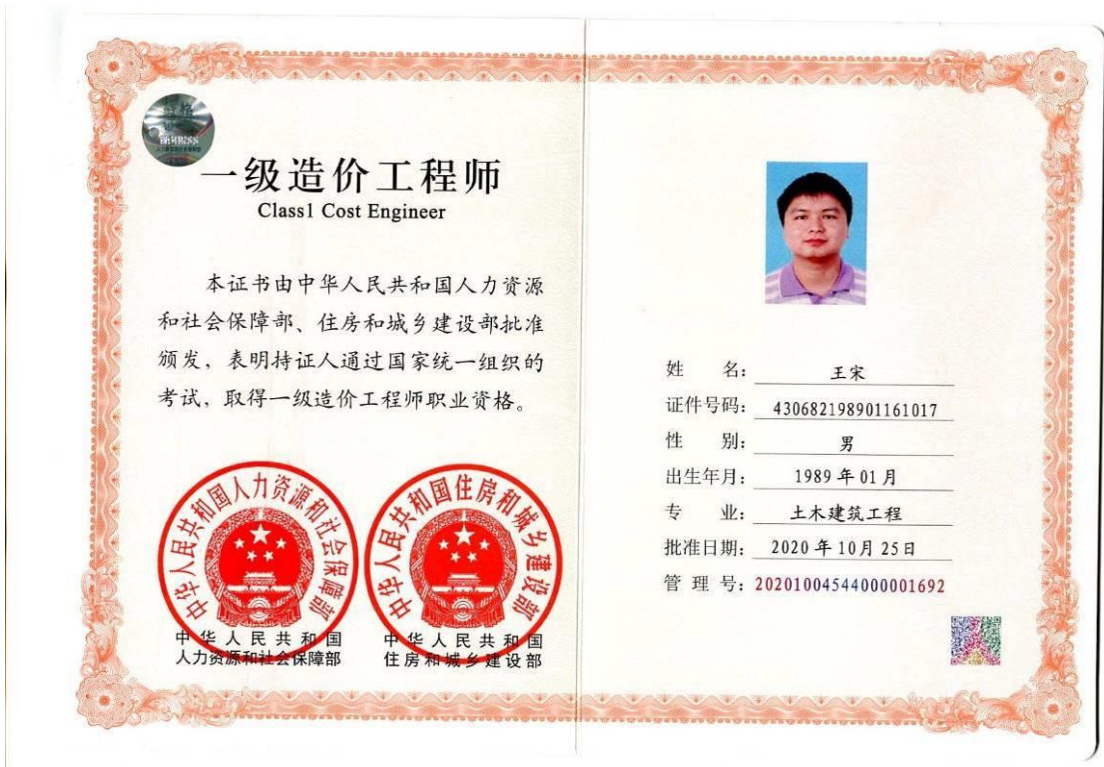 一级造价工程师
Class1 Cost Engineer
本证书由中华人民共和国人力资源
和社会保障部、住房和城乡建设部批准
颁发，表明持证人通过国家统一组织的
考试，取得一级造价工程师职业资格。
中华人民共和国人力资源和社会保障部
中华人民共和国住房和城乡建设部
中华人民共和国
人力资源和社会保障部
中华人民共和国
住房和城乡建设部
姓 名： 王宋
证件号码： 430682198901161017
性 别： 男
出生年月： 1989年01月
专 业： 土木建筑工程
批准日期： 2020年10月25日
管 理 号： 20201004544000001692